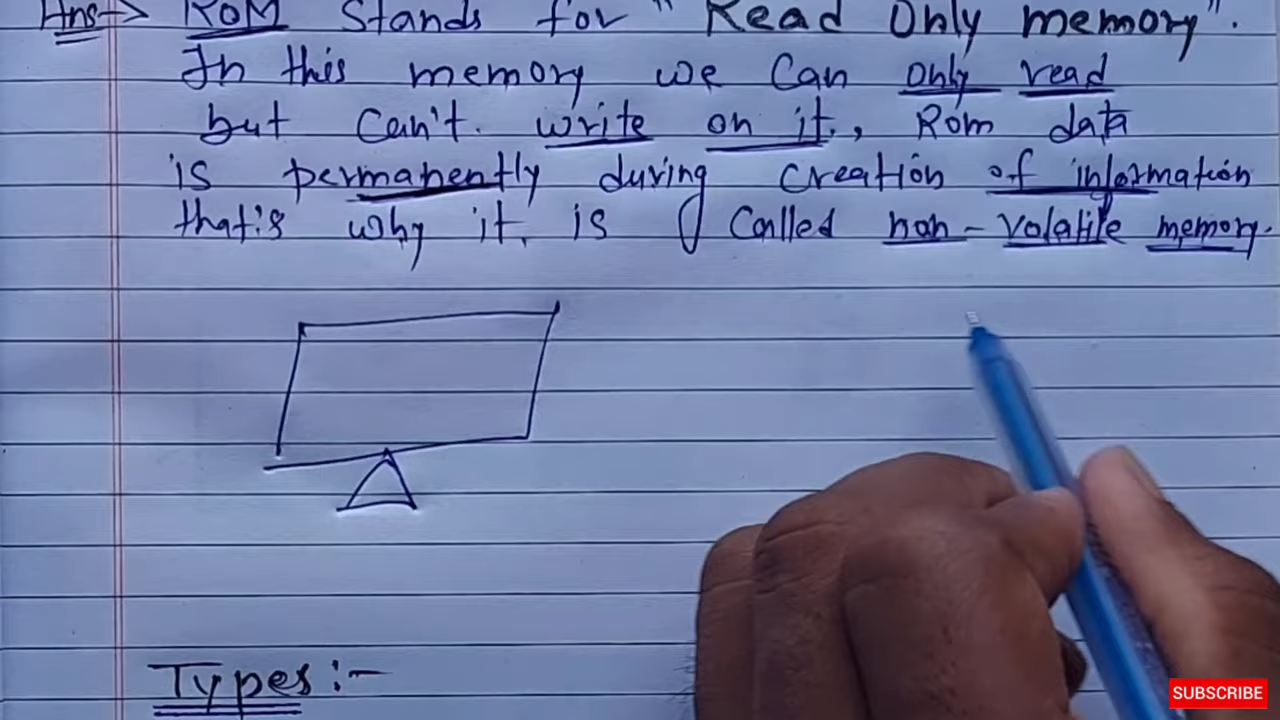 Ans→ ROM Stands for "Read Only memory".
In this memory we can only read
but can't. write on it., Rom data
is permanently during creation of information
that's why it. is called non-volatile memory.
Types:-
SUBSCRIBE